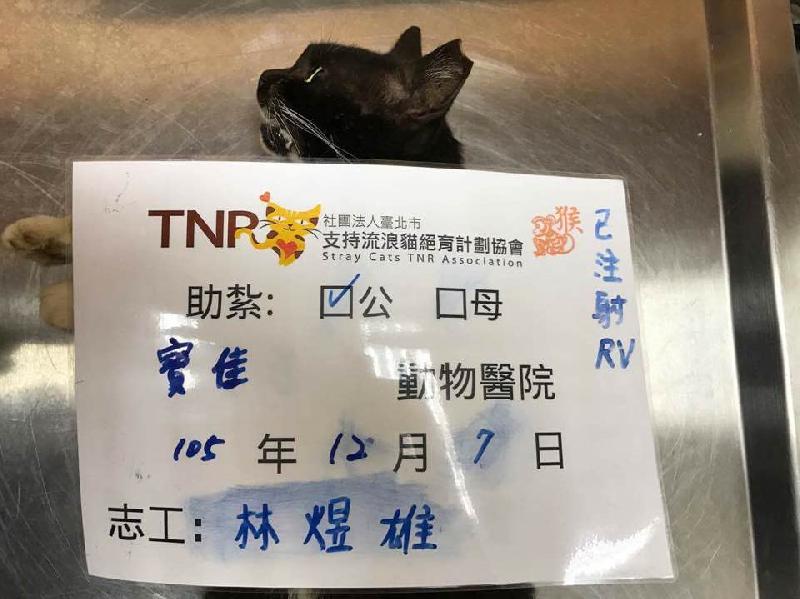 TNR 社團法人臺北市
支持流浪貓絕育計劃協會
Stray Cats TNR Association
猴
已注射RV
助紮: ☑公 □母
寶佳 動物醫院
105 年 12 月 7 日
志工: 林煜雄